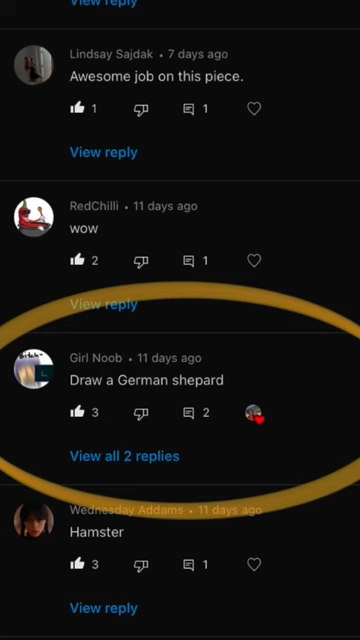 View reply
Lindsay Sajdak • 7 days ago
Awesome job on this piece.
1 1
View reply
RedChilli • 11 days ago
wow
2 1
View reply
Bitch-
Girl Noob • 11 days ago
Draw a German shepard
3 2
View all 2 replies
Wednesday Addams • 11 days ago
Hamster
3 1
View reply